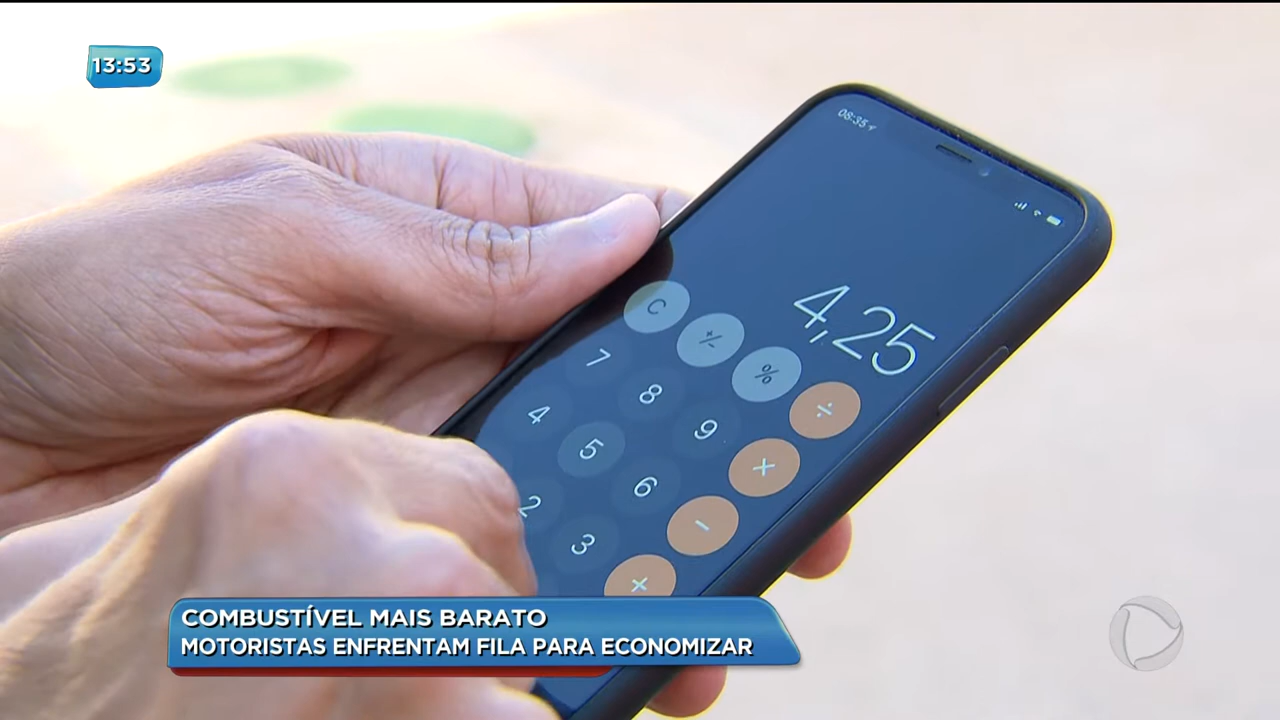 13:53
08:35
4,25
C +/- % ÷
7 8 9 ×
4 5 6 −
2 3 +
COMBUSTÍVEL MAIS BARATO
MOTORISTAS ENFRENTAM FILA PARA ECONOMIZAR